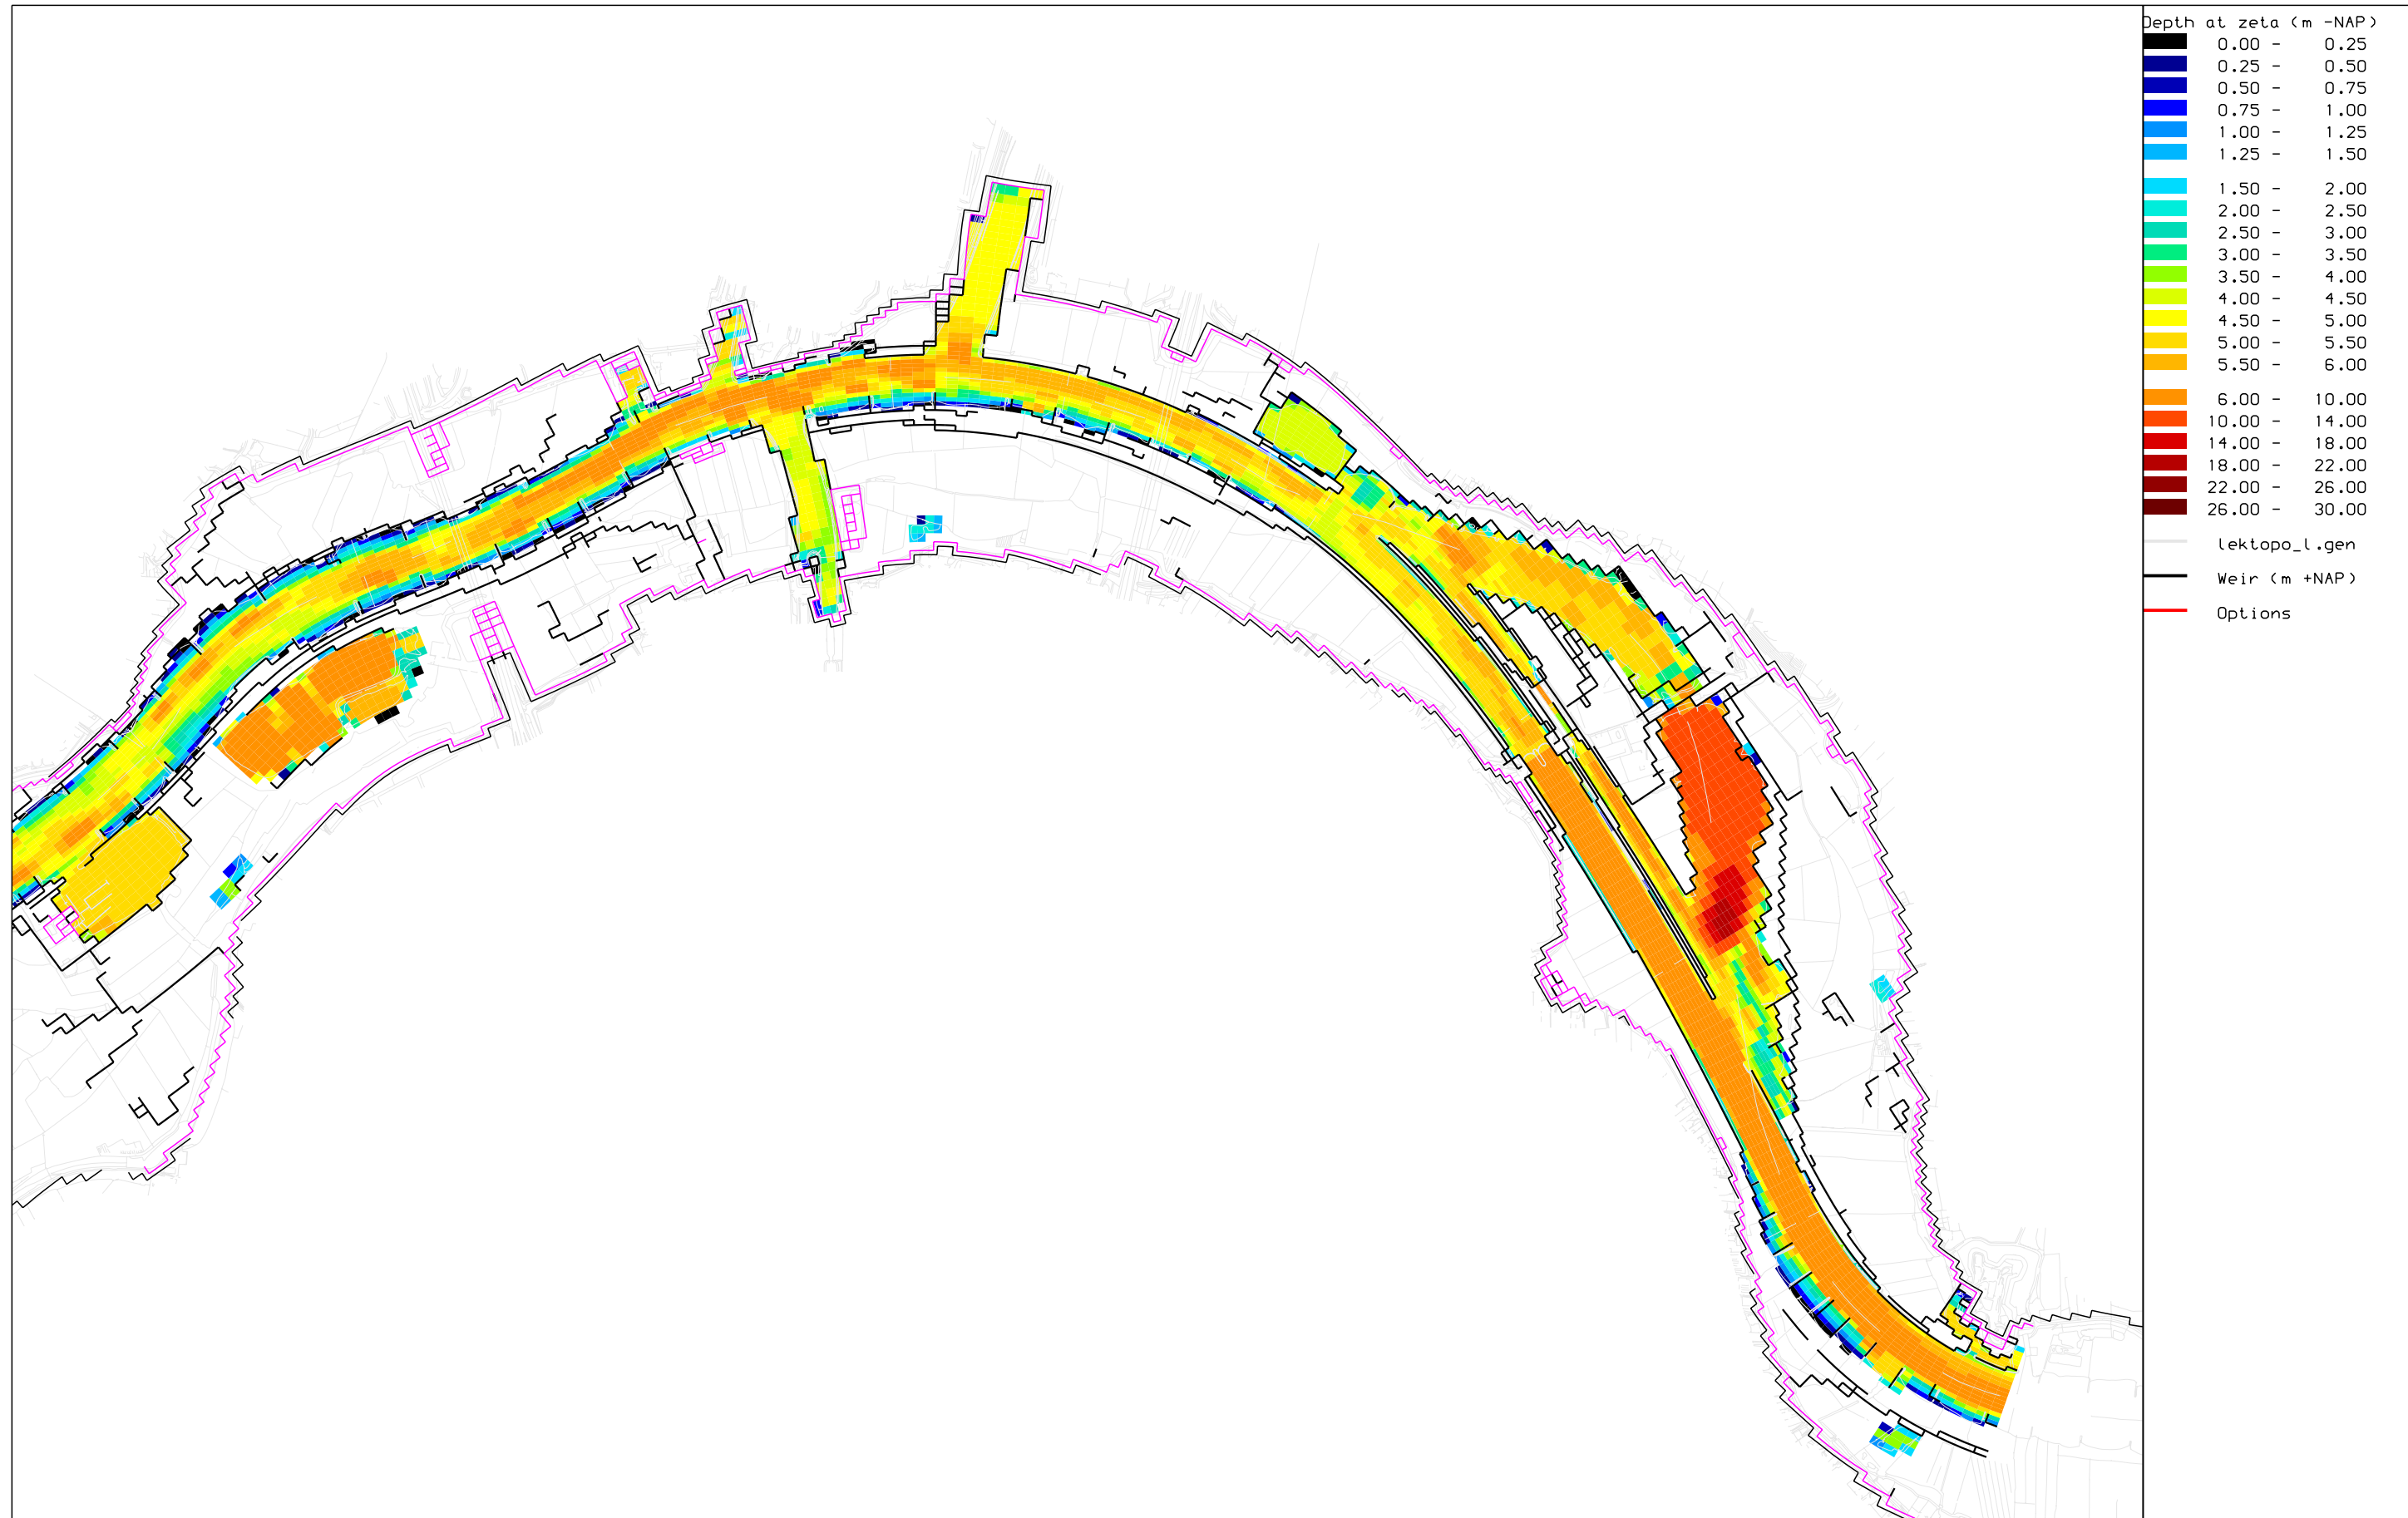 Depth at zeta (m -NAP)
0.00 - 0.25
0.25 - 0.50
0.50 - 0.75
0.75 - 1.00
1.00 - 1.25
1.25 - 1.50
1.50 - 2.00
2.00 - 2.50
2.50 - 3.00
3.00 - 3.50
3.50 - 4.00
4.00 - 4.50
4.50 - 5.00
5.00 - 5.50
5.50 - 6.00
6.00 - 10.00
10.00 - 14.00
14.00 - 18.00
18.00 - 22.00
22.00 - 26.00
26.00 - 30.00
lektopo_l.gen
Weir (m +NAP)
Options